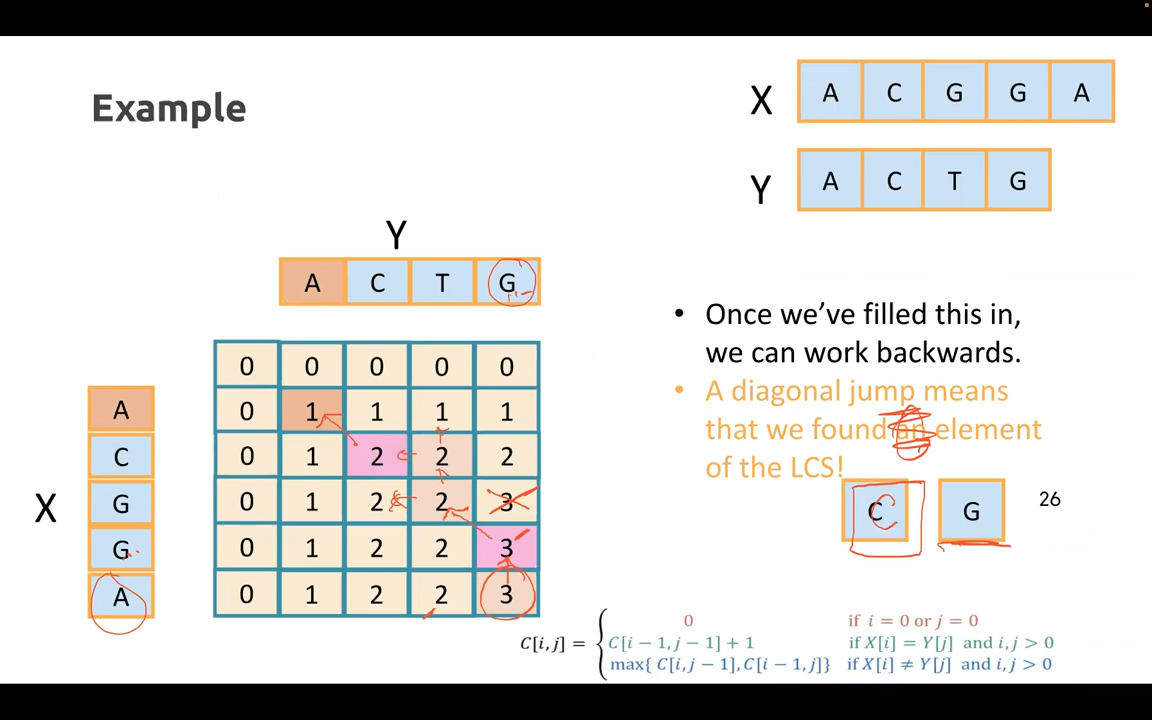 Example
X A C G G A
Y A C T G
Y
A C T G
0 0 0 0 0
A 0 1 1 1 1
C 0 1 2 2 2
X G 0 1 2 2 3
G 0 1 2 2 3
A 0 1 2 2 3
• Once we’ve filled this in,
we can work backwards.
• A diagonal jump means
that we found an element
of the LCS!
C G
26
C[i, j] = { 0 if i = 0 or j = 0
C[i − 1, j − 1] + 1 if X[i] = Y[j] and i, j > 0
max{ C[i, j − 1], C[i − 1, j]} if X[i] ≠ Y[j] and i, j > 0